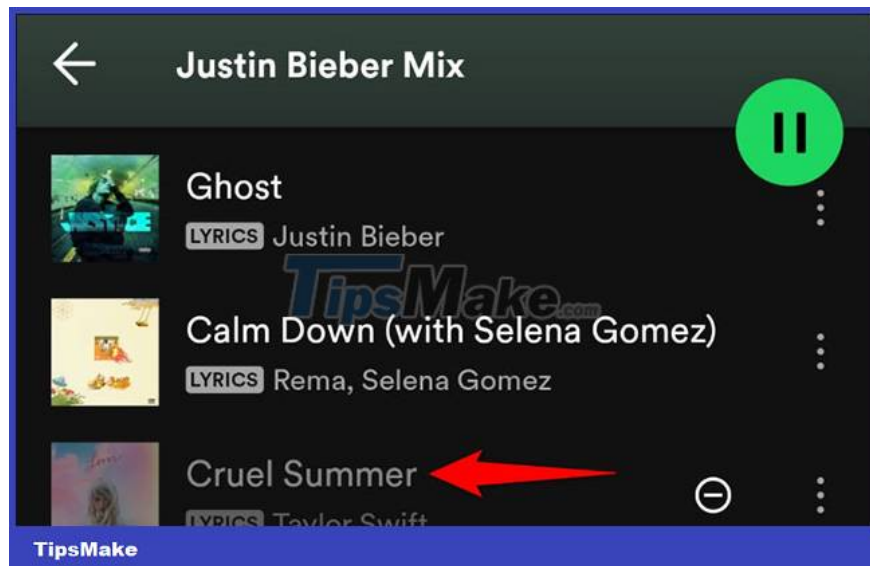 Justin Bieber Mix
Ghost
LYRICS Justin Bieber
TipsMake.com
Calm Down (with Selena Gomez)
LYRICS Rema, Selena Gomez
Cruel Summer
LYRICS Taylor Swift
TipsMake